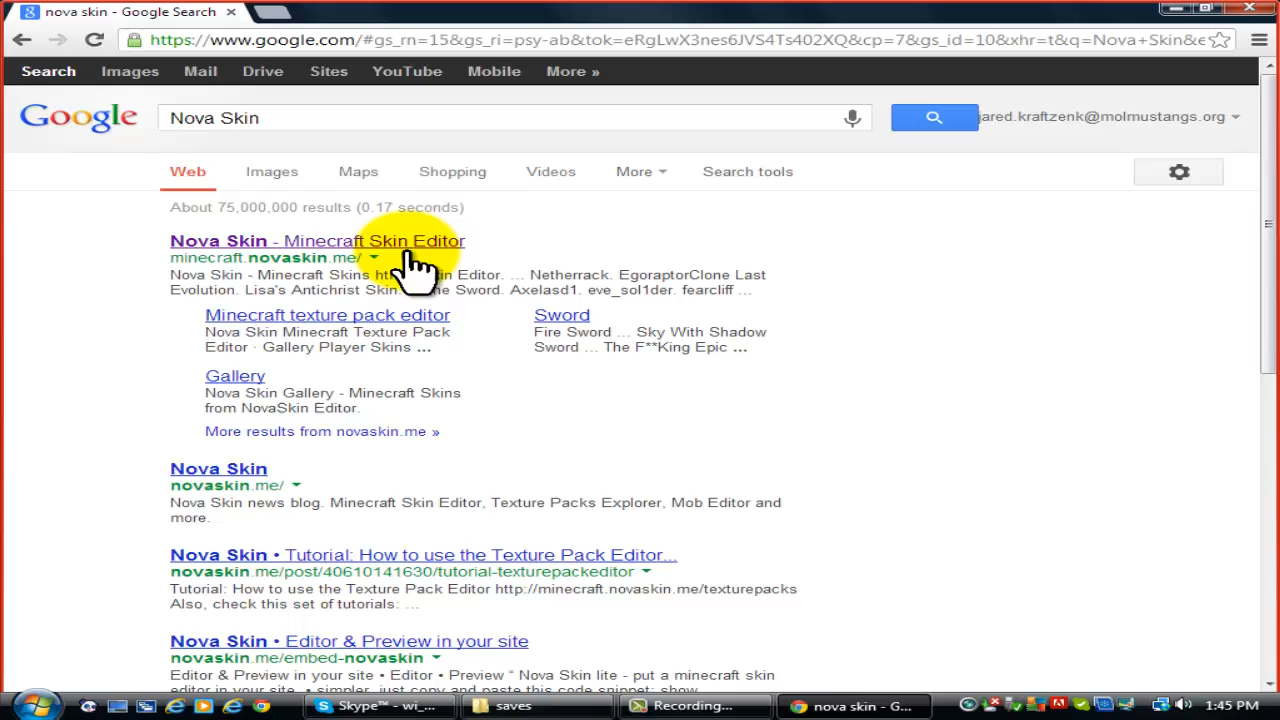 nova skin - Google Search
https://www.google.com/#gs_rn=15&gs_ri=psy-ab&tok=eRgLwX3nes6JVS4Ts402XQ&cp=7&gs_id=10&xhr=t&q=Nova+Skin&e
Search Images Mail Drive Sites YouTube Mobile More »
Google Nova Skin jared.kraftzenk@molmustangs.org
Web Images Maps Shopping Videos More Search tools
About 75,000,000 results (0.17 seconds)
Nova Skin - Minecraft Skin Editor
minecraft.novaskin.me/
Nova Skin - Minecraft Skins Editor. ... Netherrack. EgoraptorClone Last
Evolution. Lisa's Antichrist Skin Sword. Axelasd1. eve_sol1der. fearcliff ...
Minecraft texture pack editor
Nova Skin Minecraft Texture Pack
Editor · Gallery Player Skins ...
Sword
Fire Sword ... Sky With Shadow
Sword ... The F**King Epic ...
Gallery
Nova Skin Gallery - Minecraft Skins
from NovaSkin Editor.
More results from novaskin.me »
Nova Skin
novaskin.me/
Nova Skin news blog. Minecraft Skin Editor, Texture Packs Explorer, Mob Editor and
more.
Nova Skin • Tutorial: How to use the Texture Pack Editor...
novaskin.me/post/40610141630/tutorial-texturepackeditor
Tutorial: How to use the Texture Pack Editor http://minecraft.novaskin.me/texturepacks
Also, check this set of tutorials: ...
Nova Skin • Editor & Preview in your site
novaskin.me/embed-novaskin
Editor & Preview in your site • Editor • Preview “ Nova Skin lite - put a minecraft skin
editor in your site. • simpler, just copy and paste this code snippet: show
Skype™ - wi_... saves Recording... nova skin - G... 1:45 PM